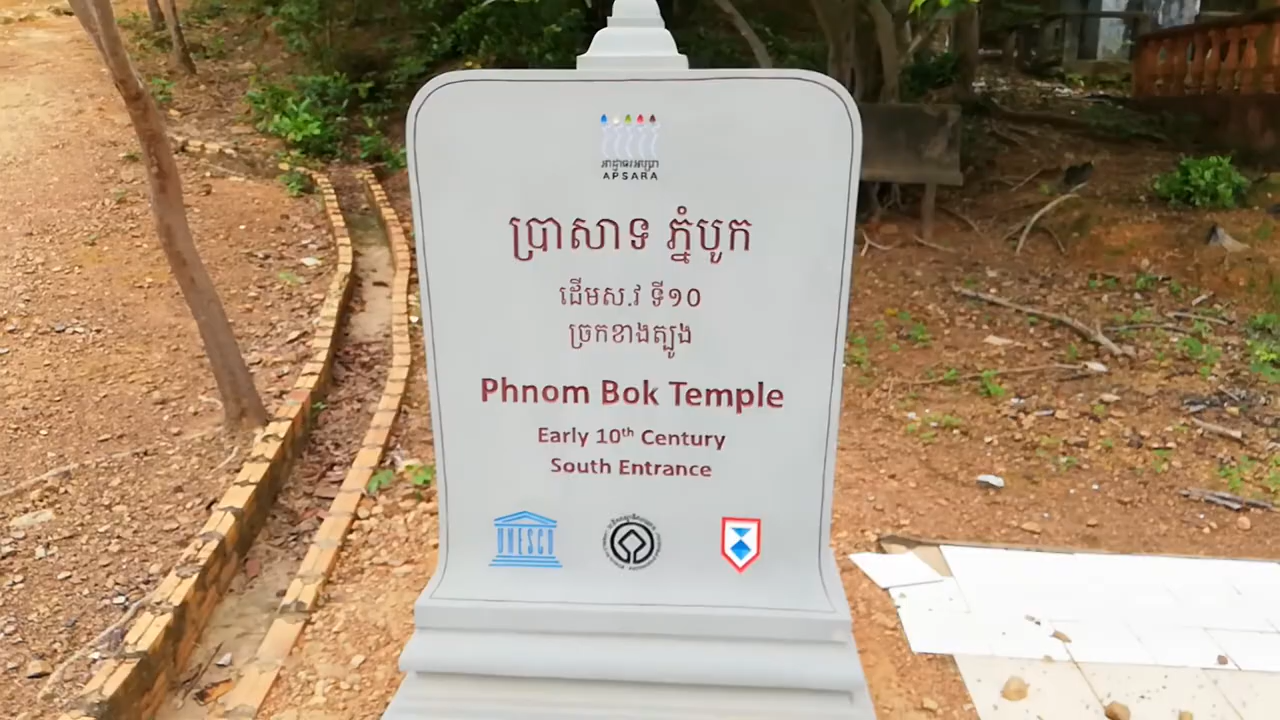 អាជ្ញាធរអប្សរា
APSARA
ប្រាសាទ ភ្នំបូក
ដើមស.វ ទី១០
ច្រកខាងត្បូង
Phnom Bok Temple
Early 10th Century
South Entrance
UNESCO